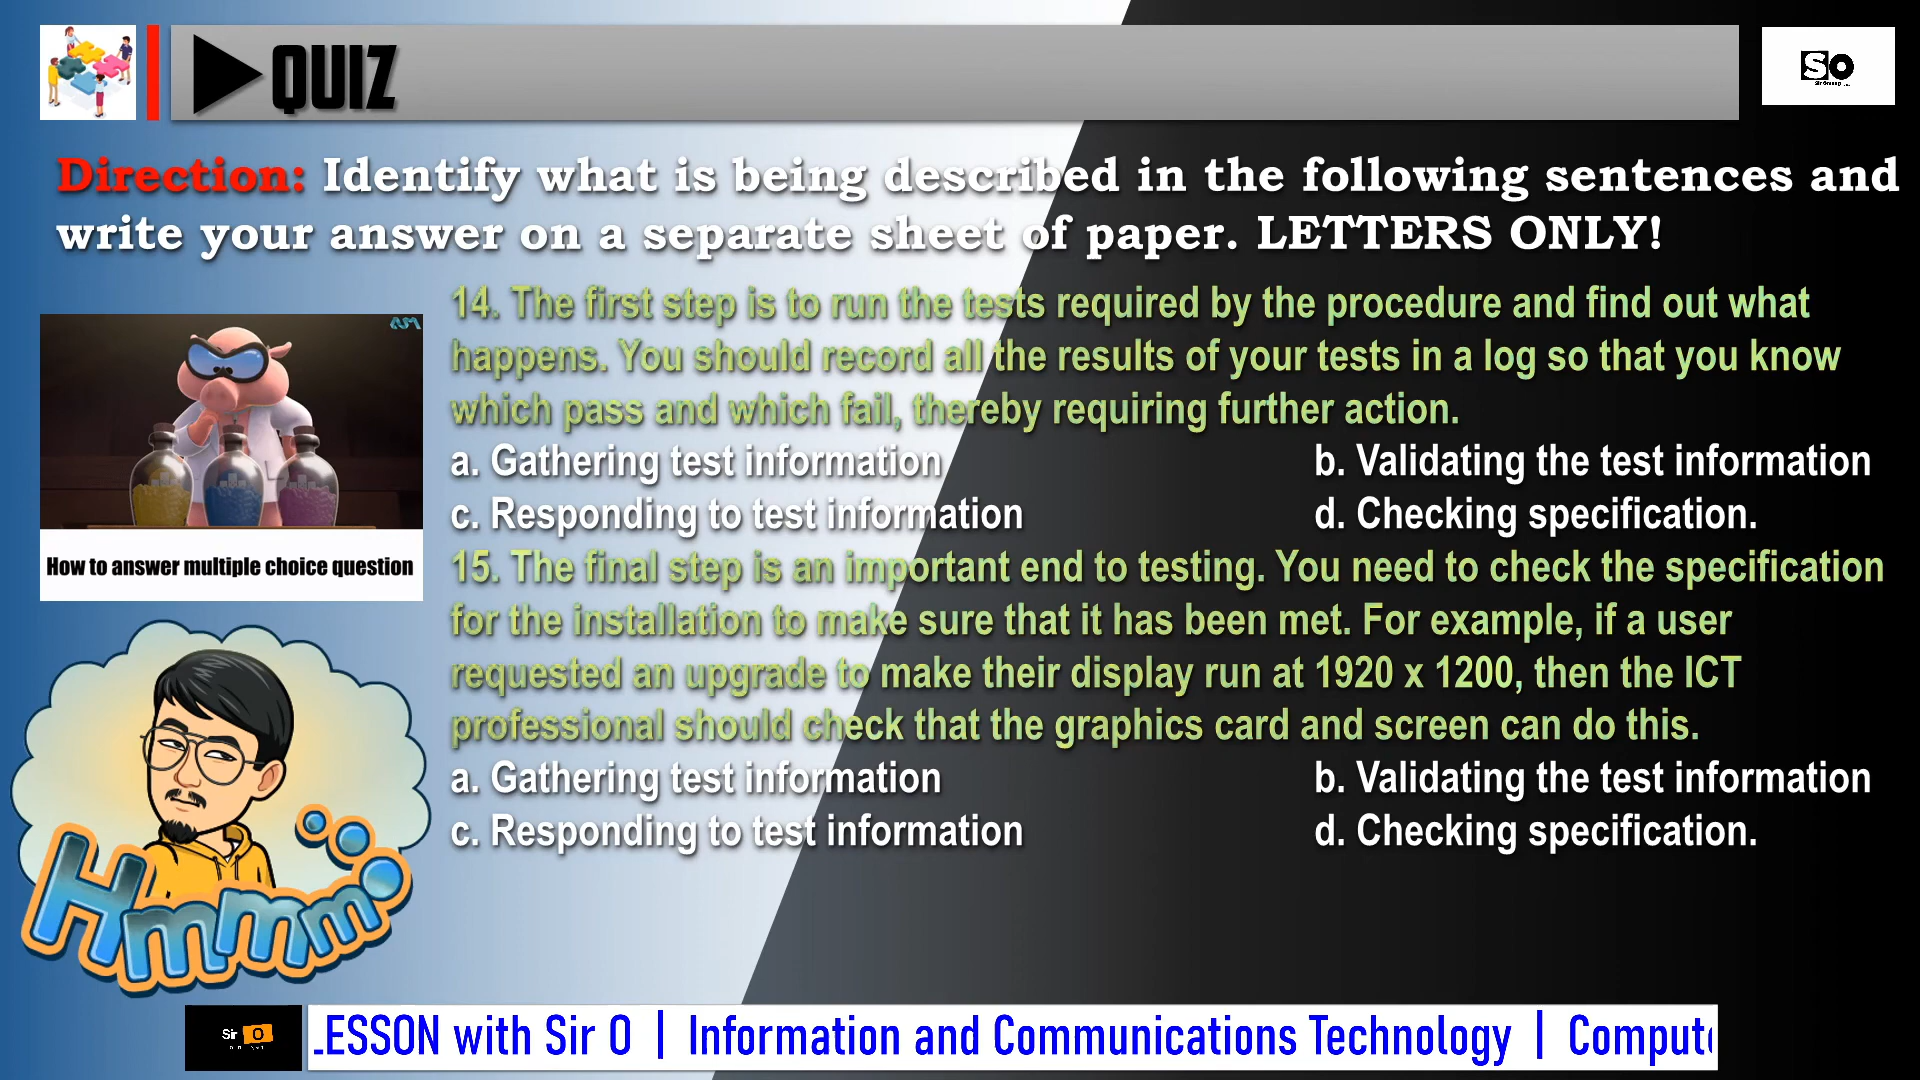 QUIZ
SO
Direction: Identify what is being described in the following sentences and
write your answer on a separate sheet of paper. LETTERS ONLY!
14. The first step is to run the tests required by the procedure and find out what
happens. You should record all the results of your tests in a log so that you know
which pass and which fail, thereby requiring further action.
a. Gathering test information b. Validating the test information
c. Responding to test information d. Checking specification.
15. The final step is an important end to testing. You need to check the specification
for the installation to make sure that it has been met. For example, if a user
requested an upgrade to make their display run at 1920 x 1200, then the ICT
professional should check that the graphics card and screen can do this.
a. Gathering test information b. Validating the test information
c. Responding to test information d. Checking specification.
How to answer multiple choice question
Hmmm
Sir O
LESSON with Sir O | Information and Communications Technology | Compute